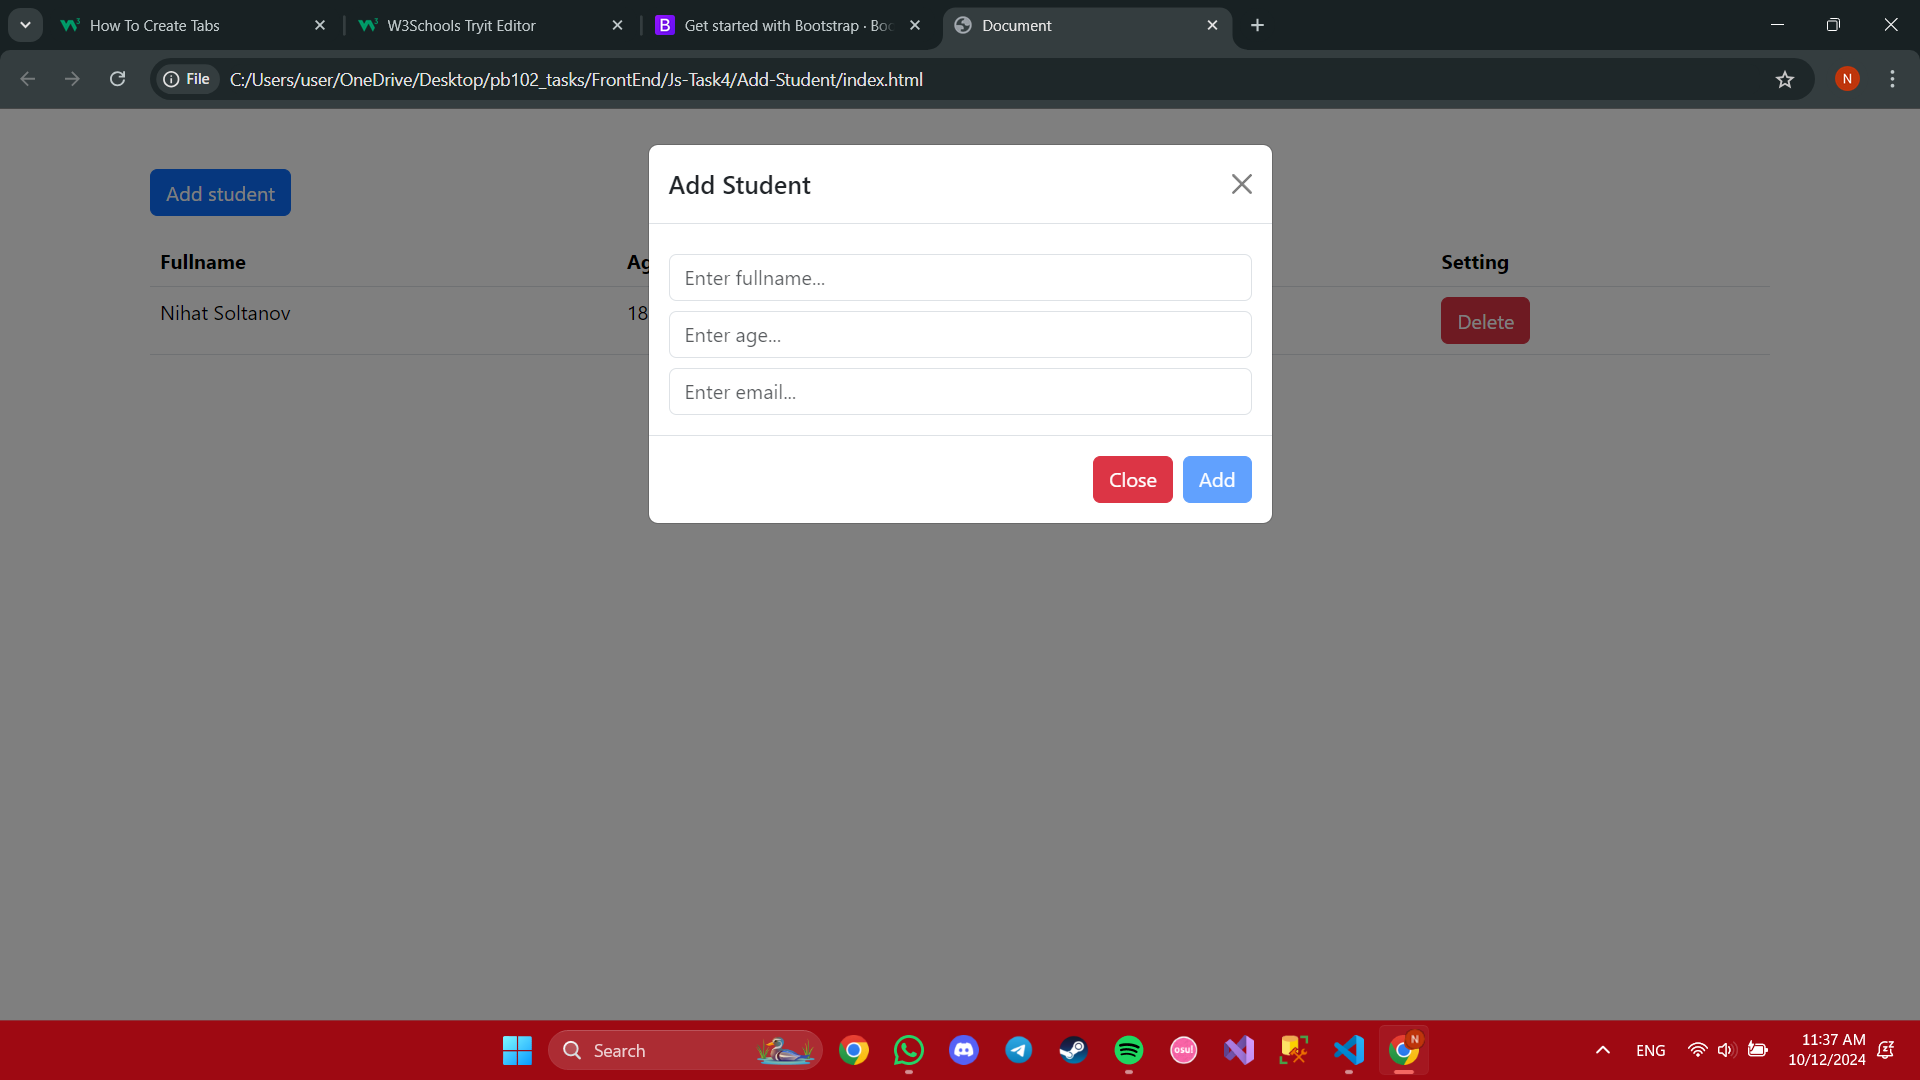 How To Create Tabs
W3Schools Tryit Editor
B Get started with Bootstrap · Boo
Document
File C:/Users/user/OneDrive/Desktop/pb102_tasks/FrontEnd/Js-Task4/Add-Student/index.html
N
Add student
Add Student
Fullname
Ag
Setting
Nihat Soltanov
18
Delete
Enter fullname...
Enter age...
Enter email...
Close
Add
Search
osu!
N
ENG
11:37 AM
10/12/2024